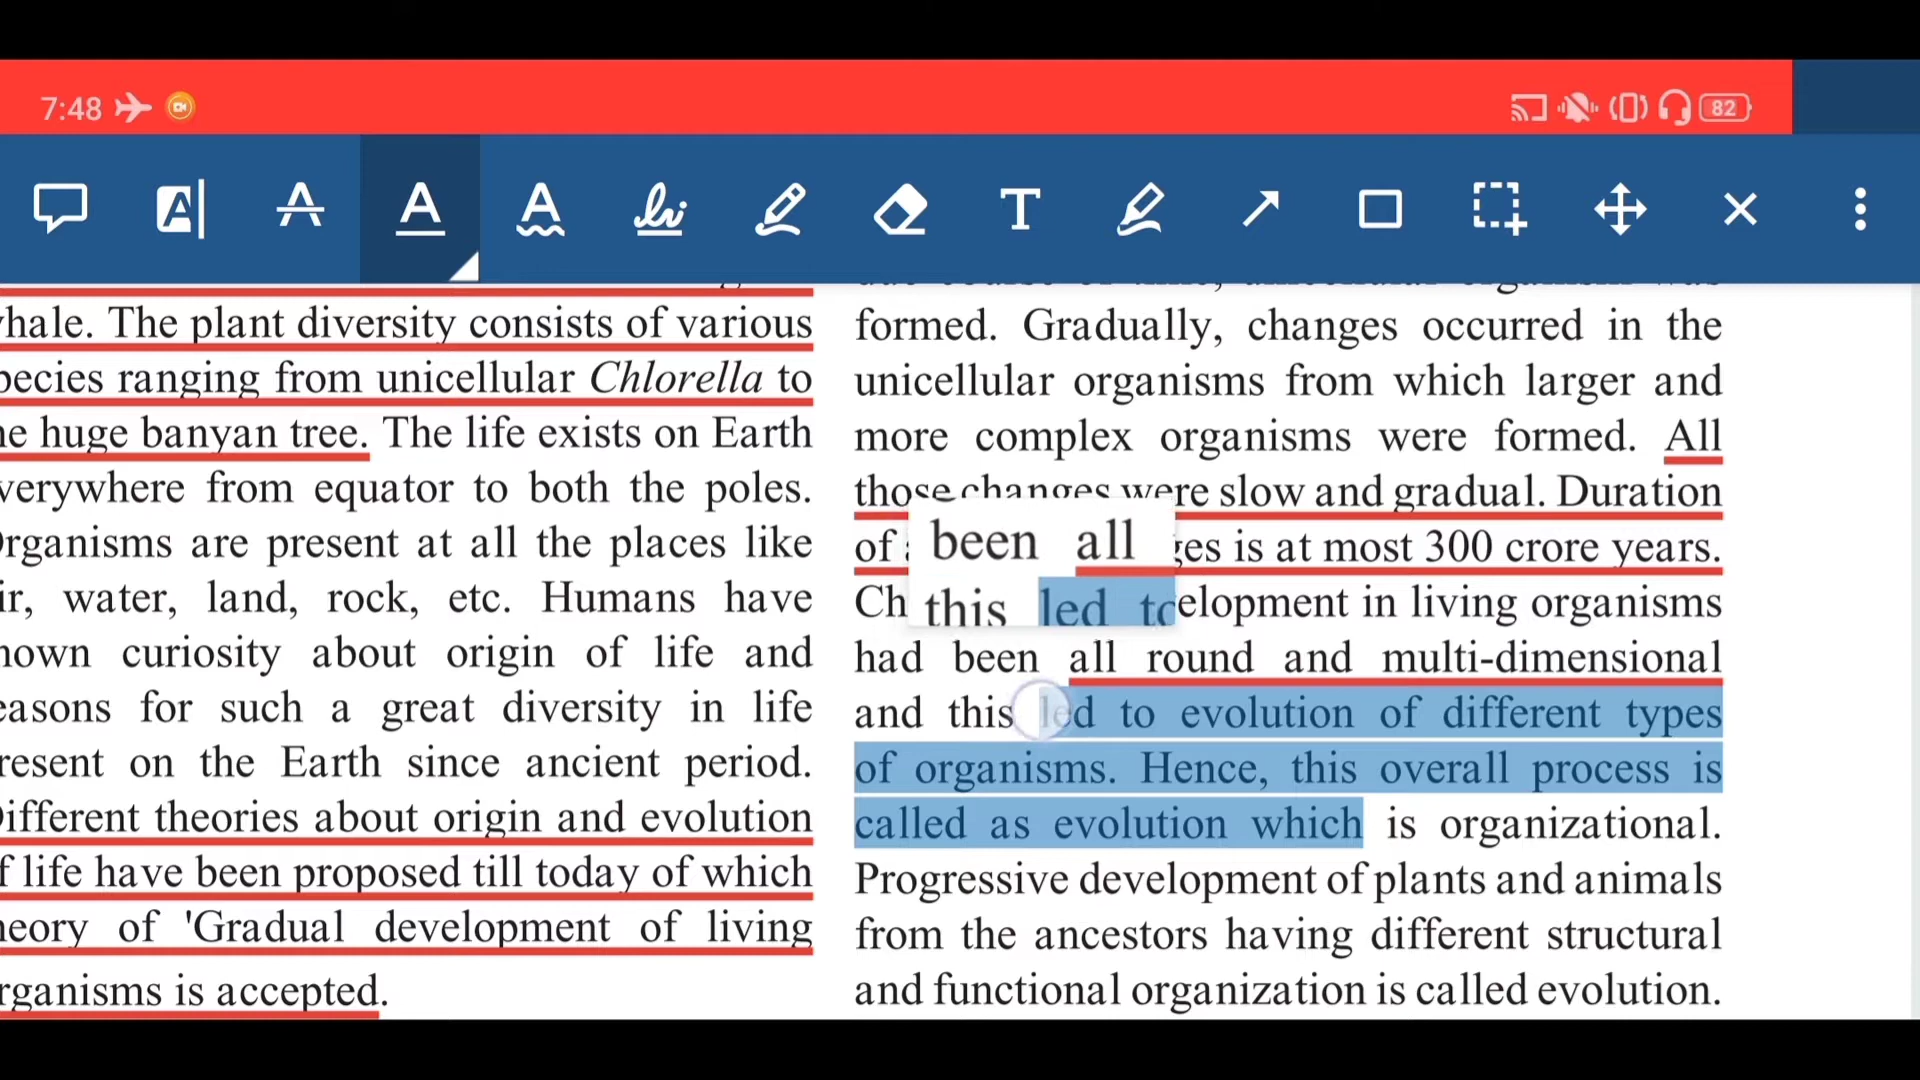 7:48
82
T
whale. The plant diversity consists of various
species ranging from unicellular Chlorella to
he huge banyan tree. The life exists on Earth
verywhere from equator to both the poles.
Organisms are present at all the places like
ir, water, land, rock, etc. Humans have
hown curiosity about origin of life and
easons for such a great diversity in life
resent on the Earth since ancient period.
Different theories about origin and evolution
f life have been proposed till today of which
heory of 'Gradual development of living
rganisms is accepted.
formed. Gradually, changes occurred in the
unicellular organisms from which larger and
more complex organisms were formed. All
those changes were slow and gradual. Duration
of ges is at most 300 crore years.
Ch elopment in living organisms
been all
this led to
had been all round and multi-dimensional
and this led to evolution of different types
of organisms. Hence, this overall process is
called as evolution which is organizational.
Progressive development of plants and animals
from the ancestors having different structural
and functional organization is called evolution.